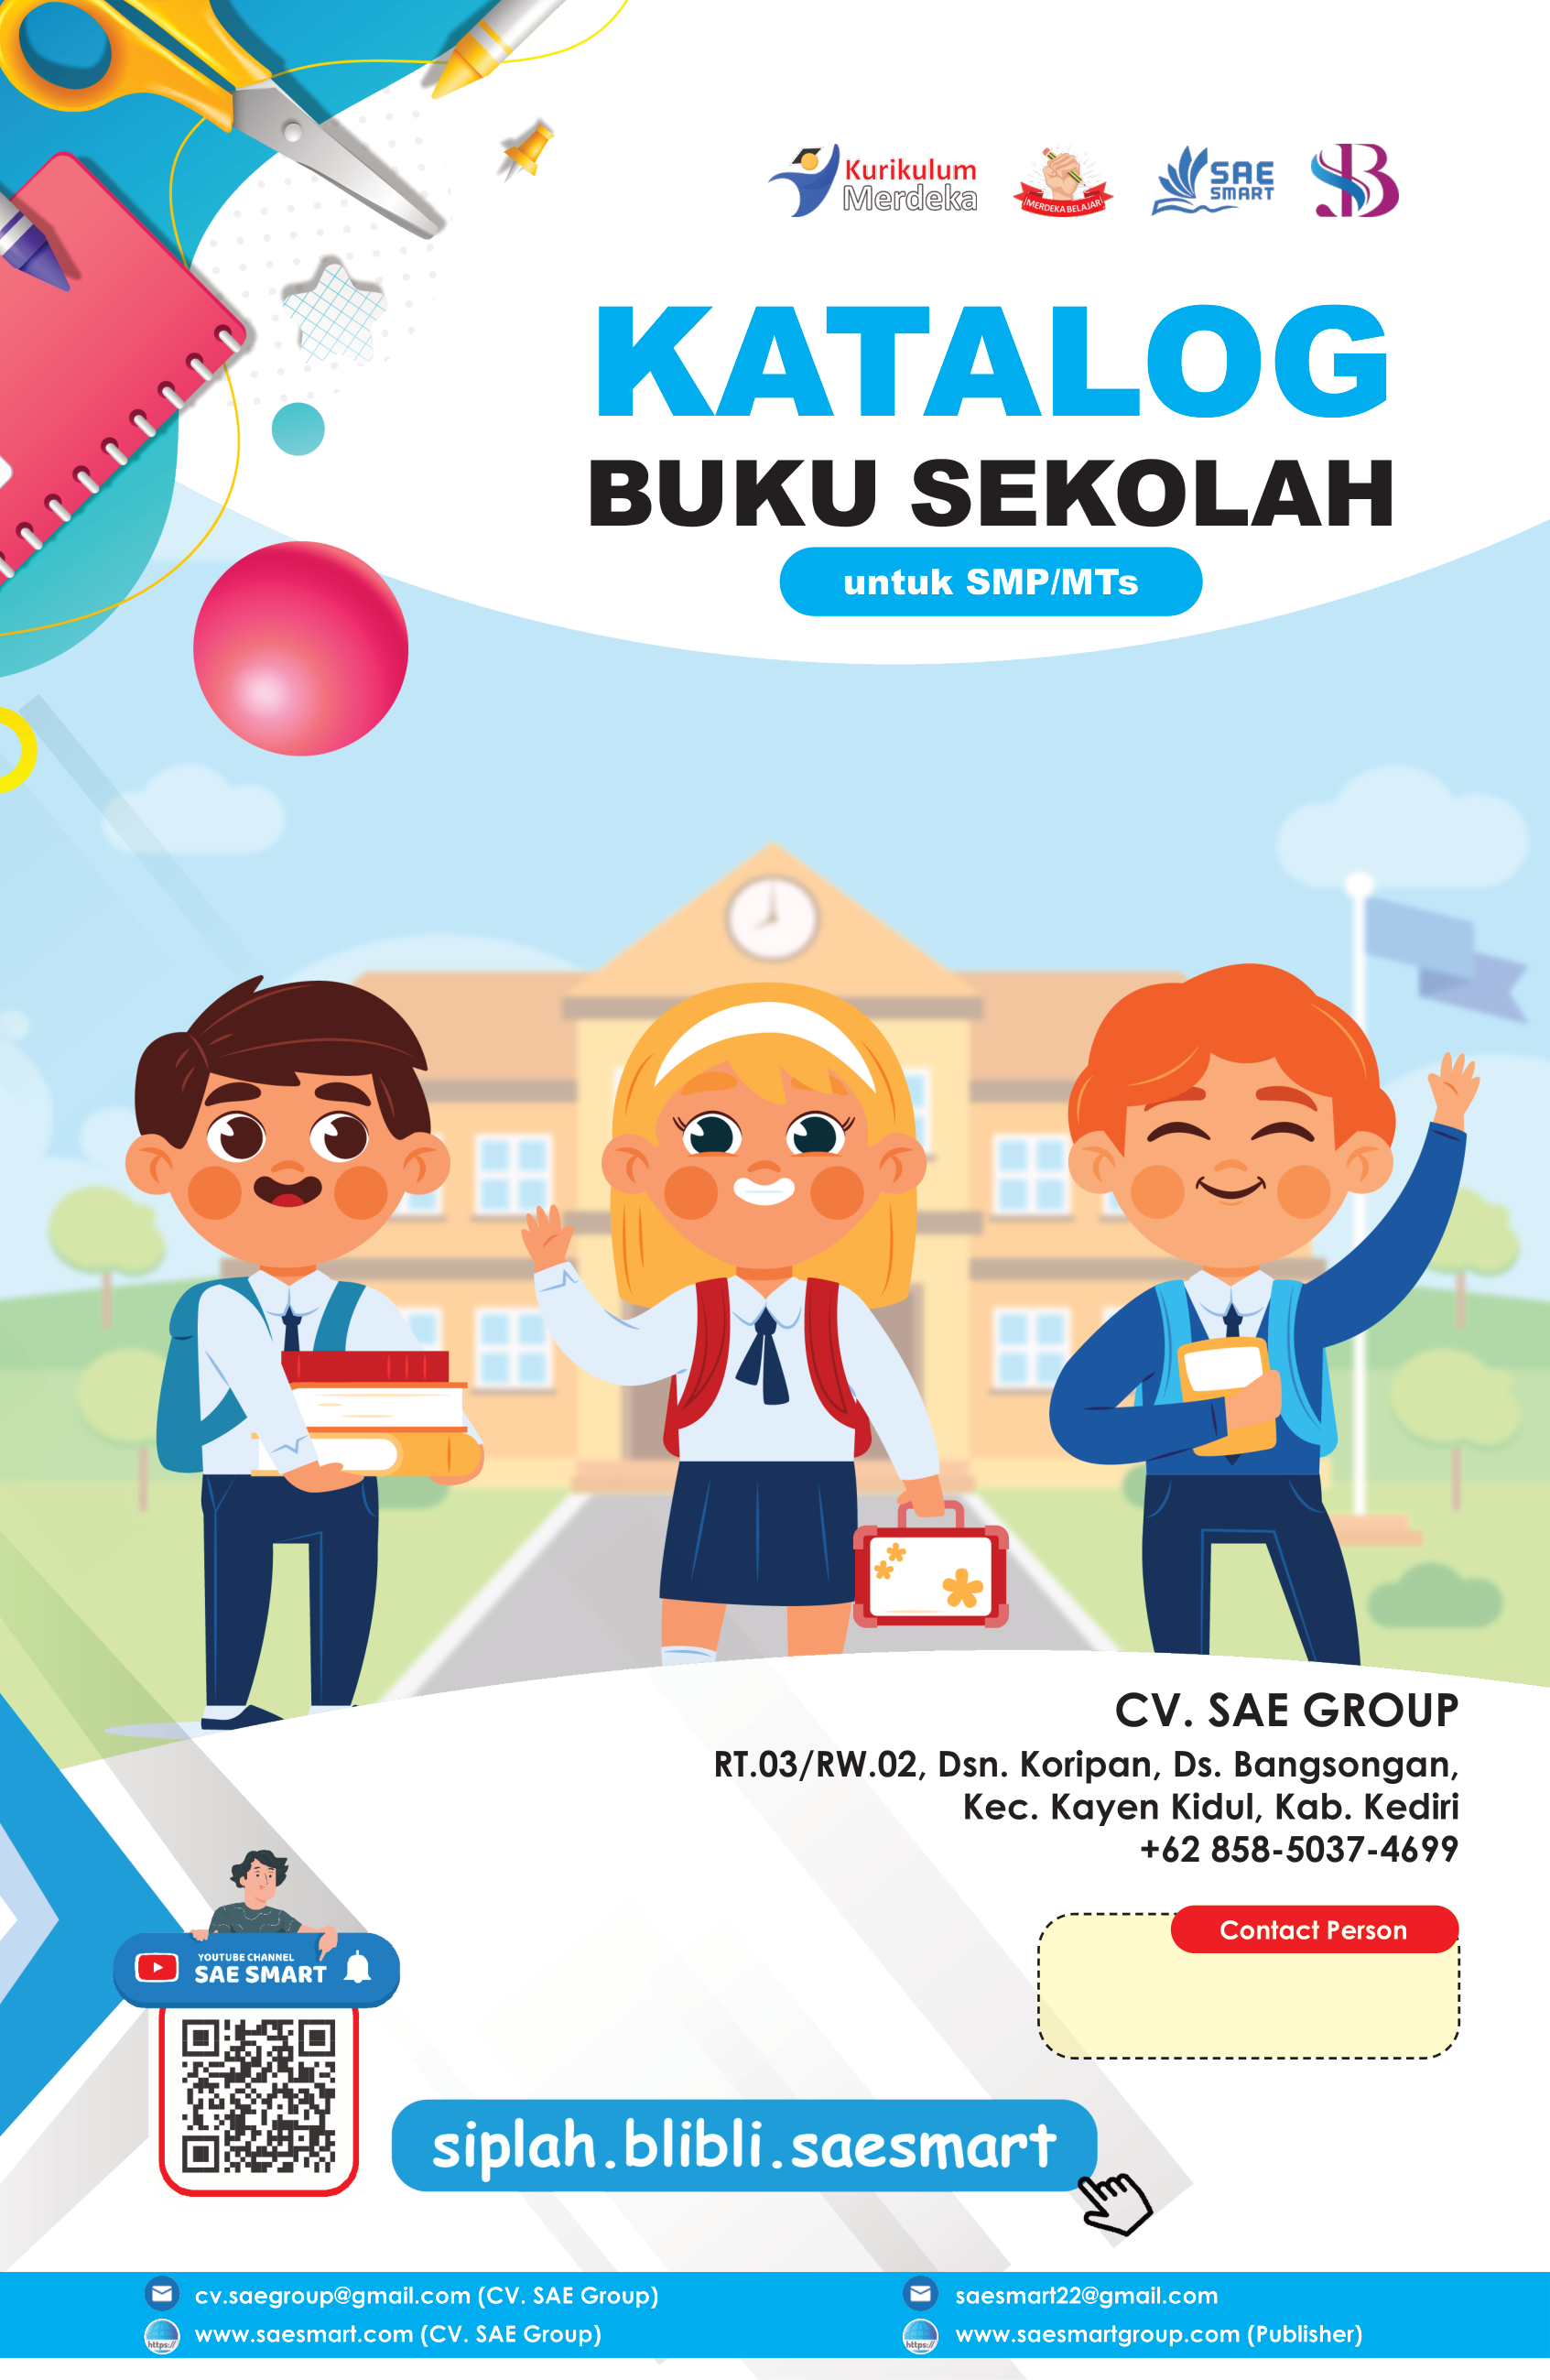 Kurikulum
Merdeka
MERDEKA BELAJAR
SAE
SMART
SB
KATALOG
BUKU SEKOLAH
untuk SMP/MTs
CV. SAE GROUP
RT.03/RW.02, Dsn. Koripan, Ds. Bangsongan,
Kec. Kayen Kidul, Kab. Kediri
+62 858-5037-4699
Contact Person
YOUTUBE CHANNEL
SAE SMART
siplah.blibli.saesmart
cv.saegroup@gmail.com (CV. SAE Group)
https:// www.saesmart.com (CV. SAE Group)
saesmart22@gmail.com
https:// www.saesmartgroup.com (Publisher)